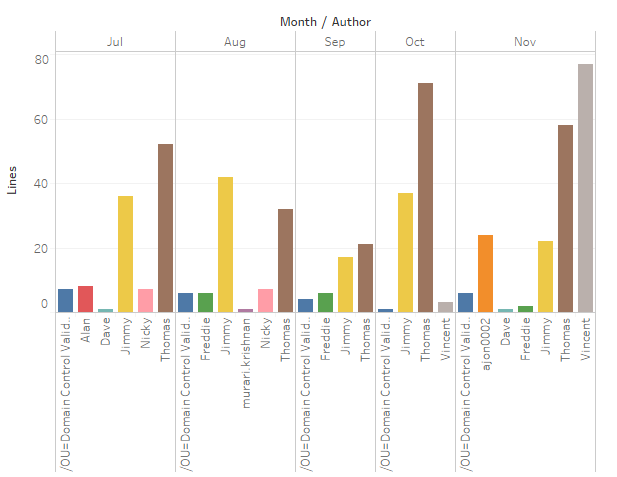 Month / Author
Jul
Aug
Sep
Oct
Nov
Lines
80
60
40
20
0
/OU=Domain Control Valid..
Alan
Dave
Jimmy
Nicky
Thomas
/OU=Domain Control Valid..
Freddie
Jimmy
murari.krishnan
Nicky
Thomas
/OU=Domain Control Valid..
Freddie
Jimmy
Thomas
/OU=Domain Control Valid..
Jimmy
Thomas
Vincent
/OU=Domain Control Valid..
ajon0002
Dave
Freddie
Jimmy
Thomas
Vincent